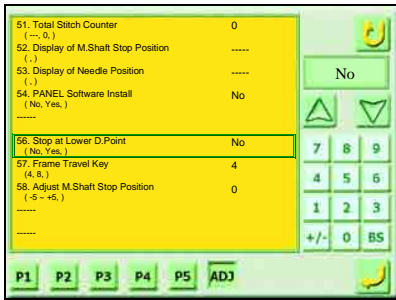 51. Total Stitch Counter 0
( ---, 0, )
52. Display of M.Shaft Stop Position -----
( , )
53. Display of Needle Position -----
( , )
54. PANEL Software Install No
( No, Yes, )
------
56. Stop at Lower D.Point No
( No, Yes, )
57. Frame Travel Key 4
(4, 8, )
58. Adjust M.Shaft Stop Position 0
( -5 ~ +5, )
------
------
No
7 8 9
4 5 6
1 2 3
+/- 0 BS
P1 P2 P3 P4 P5 ADJ